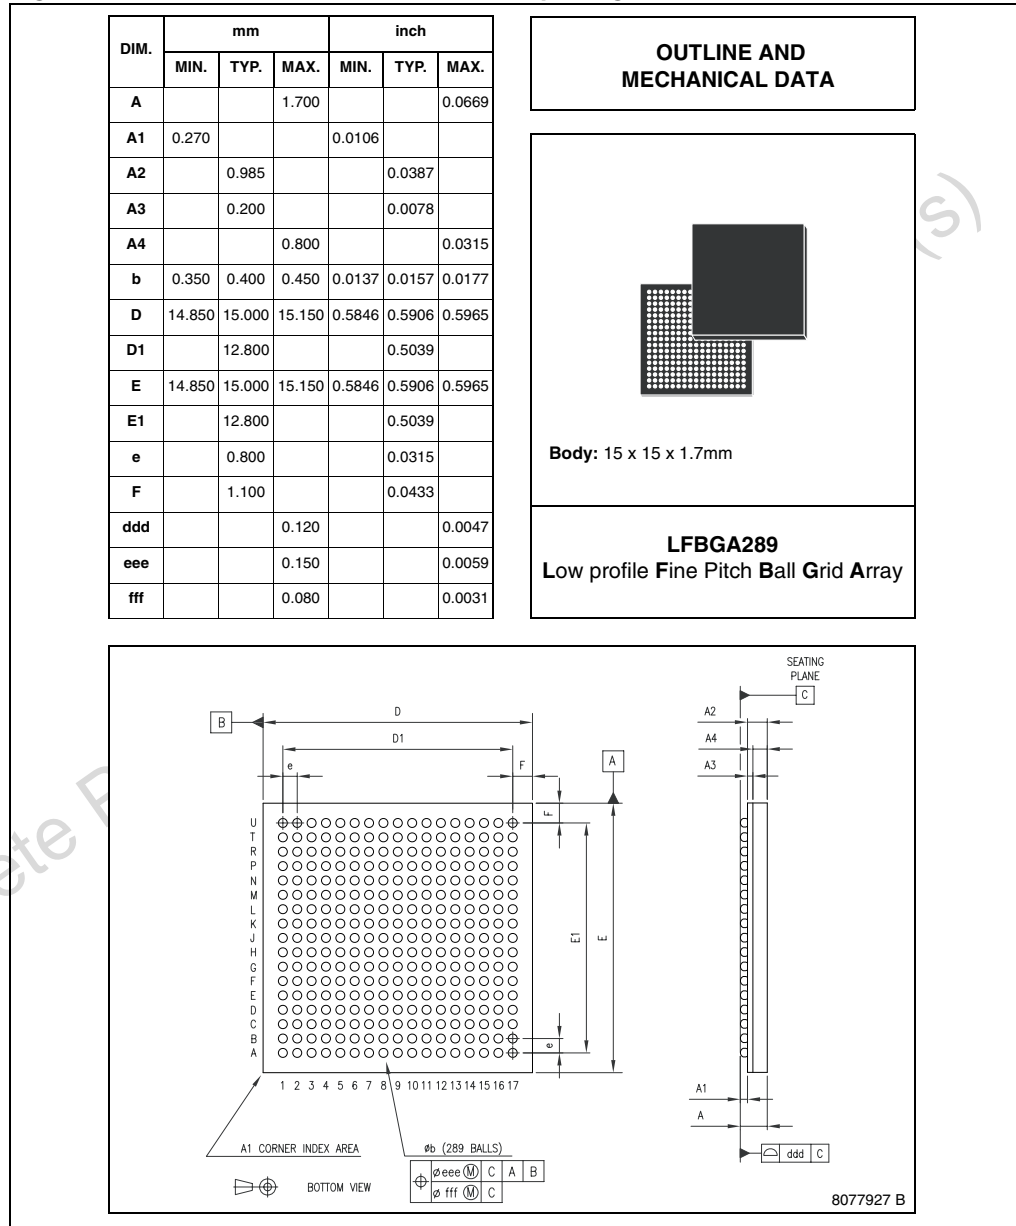 DIM. mm inch
MIN. TYP. MAX. MIN. TYP. MAX.
A 1.700 0.0669
A1 0.270 0.0106
A2 0.985 0.0387
A3 0.200 0.0078
A4 0.800 0.0315
b 0.350 0.400 0.450 0.0137 0.0157 0.0177
D 14.850 15.000 15.150 0.5846 0.5906 0.5965
D1 12.800 0.5039
E 14.850 15.000 15.150 0.5846 0.5906 0.5965
E1 12.800 0.5039
e 0.800 0.0315
F 1.100 0.0433
ddd 0.120 0.0047
eee 0.150 0.0059
fff 0.080 0.0031
OUTLINE AND
MECHANICAL DATA
Body: 15 x 15 x 1.7mm
LFBGA289
Low profile Fine Pitch Ball Grid Array
SEATING
PLANE
C
B
D
D1
e
F
A
F
E1
E
e
U
T
R
P
N
M
L
K
J
H
G
F
E
D
C
B
A
1 2 3 4 5 6 7 8 9 10 11 12 13 14 15 16 17
A2
A4
A3
A1
A
ddd C
A1 CORNER INDEX AREA
øb (289 BALLS)
ø eee Ⓜ C A B
ø fff Ⓜ C
BOTTOM VIEW
8077927 B